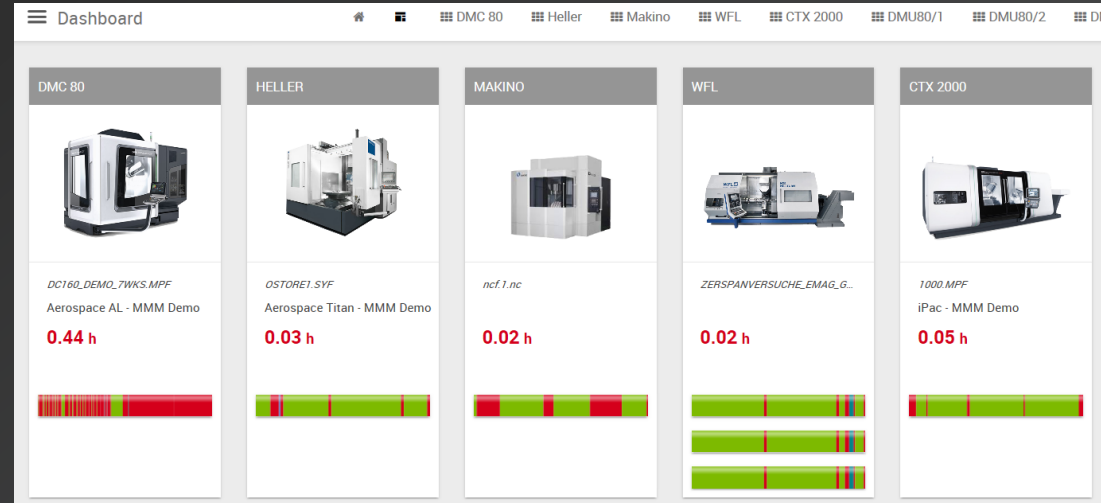 Dashboard
DMC 80
Heller
Makino
WFL
CTX 2000
DMU80/1
DMU80/2
DMC 80
HELLER
MAKINO
WFL
CTX 2000
DC160_DEMO_7WKS.MPF
Aerospace AL - MMM Demo
0.44 h
OSTORE1.SYF
Aerospace Titan - MMM Demo
0.03 h
ncf.1.nc
0.02 h
ZERSPANVERSUCHE_EMAG_G...
0.02 h
1000.MPF
iPac - MMM Demo
0.05 h